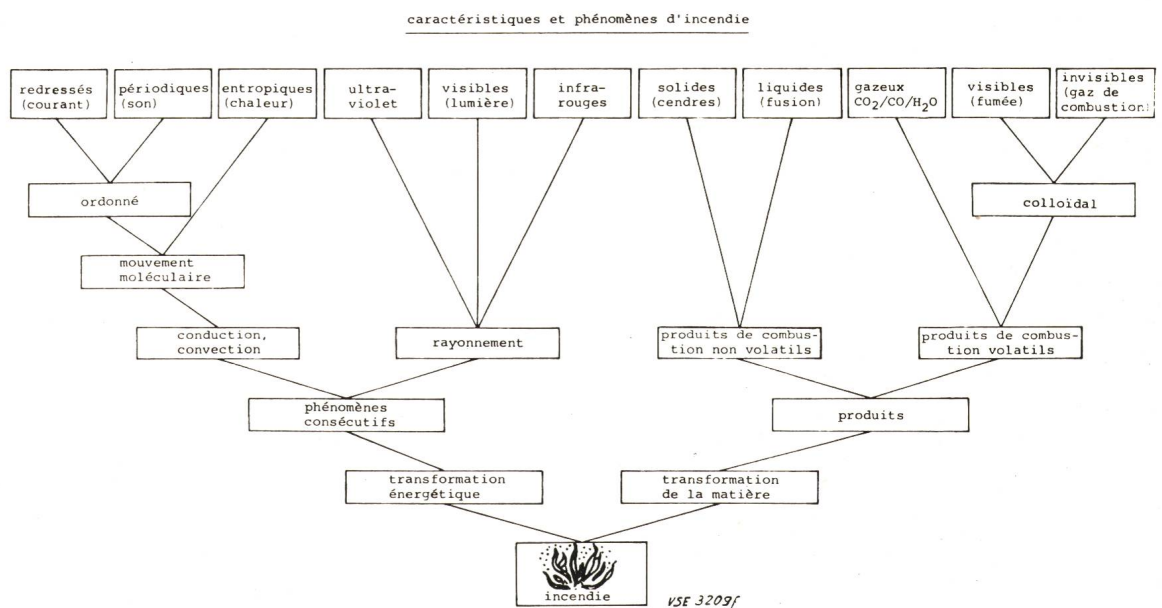 caractéristiques et phénomènes d'incendie
redressés
(courant)
périodiques
(son)
entropiques
(chaleur)
ultra-
violet
visibles
(lumière)
infra-
rouges
solides
(cendres)
liquides
(fusion)
gazeux
CO2/CO/H2O
visibles
(fumée)
invisibles
(gaz de
combustion)
ordonné
colloïdal
mouvement
moléculaire
conduction,
convection
rayonnement
produits de combus-
tion non volatils
produits de combus-
tion volatils
phénomènes
consécutifs
produits
transformation
énergétique
transformation
de la matière
incendie
VSE 3209f